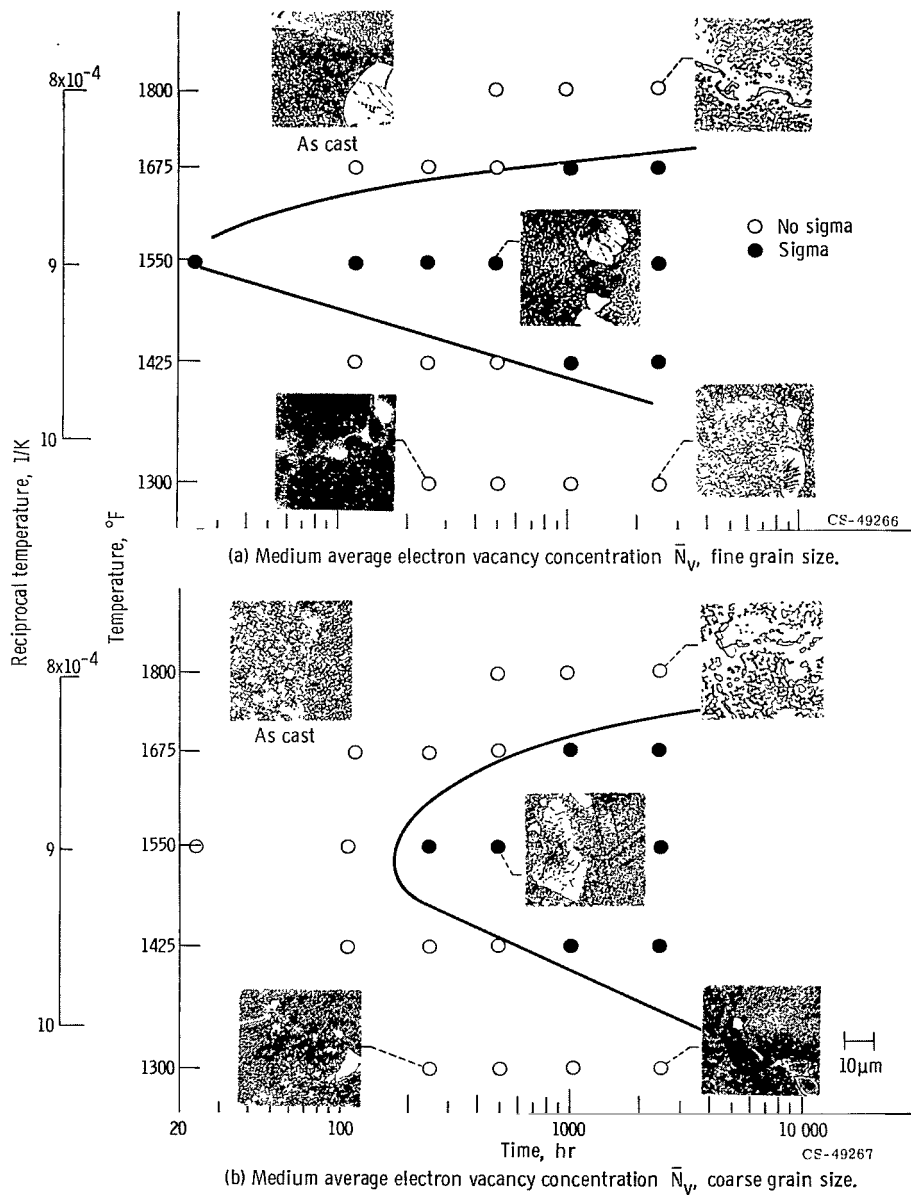 Reciprocal temperature, 1/K
Temperature, °F
8x10⁻⁴
9
10
1800
1675
1550
1425
1300
As cast
No sigma
Sigma
CS-49266
(a) Medium average electron vacancy concentration N̄ᵥ, fine grain size.
8x10⁻⁴
9
10
1800
1675
1550
1425
1300
As cast
10μm
20
100
1000
10 000
Time, hr
CS-49267
(b) Medium average electron vacancy concentration N̄ᵥ, coarse grain size.